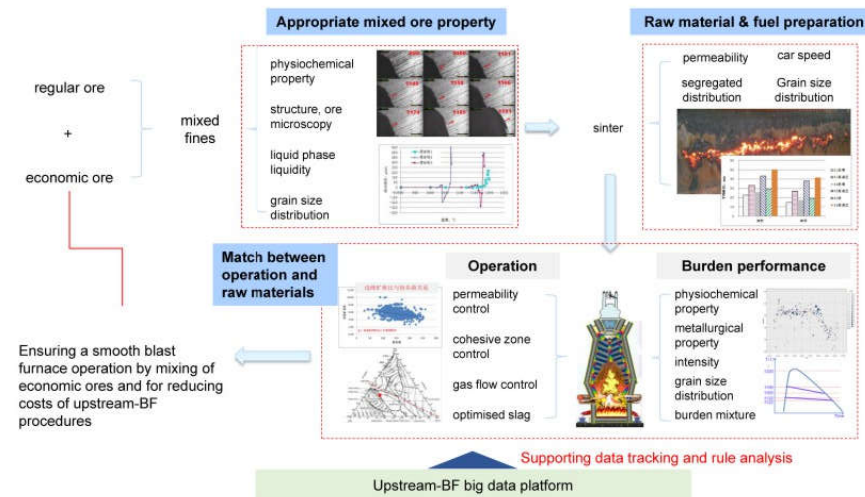 Appropriate mixed ore property
Raw material & fuel preparation
regular ore
+
economic ore
mixed
fines
physiochemical
property
structure, ore
microscopy
liquid phase
liquidity
grain size
distribution
sinter
permeability
car speed
segregated
distribution
Grain size
distribution
Match between
operation and
raw materials
Operation
permeability
control
cohesive zone
control
gas flow control
optimised slag
Burden performance
physiochemical
property
metallurgical
property
intensity
grain size
distribution
burden mixture
Ensuring a smooth blast
furnace operation by mixing of
economic ores and for reducing
costs of upstream-BF
procedures
Supporting data tracking and rule analysis
Upstream-BF big data platform